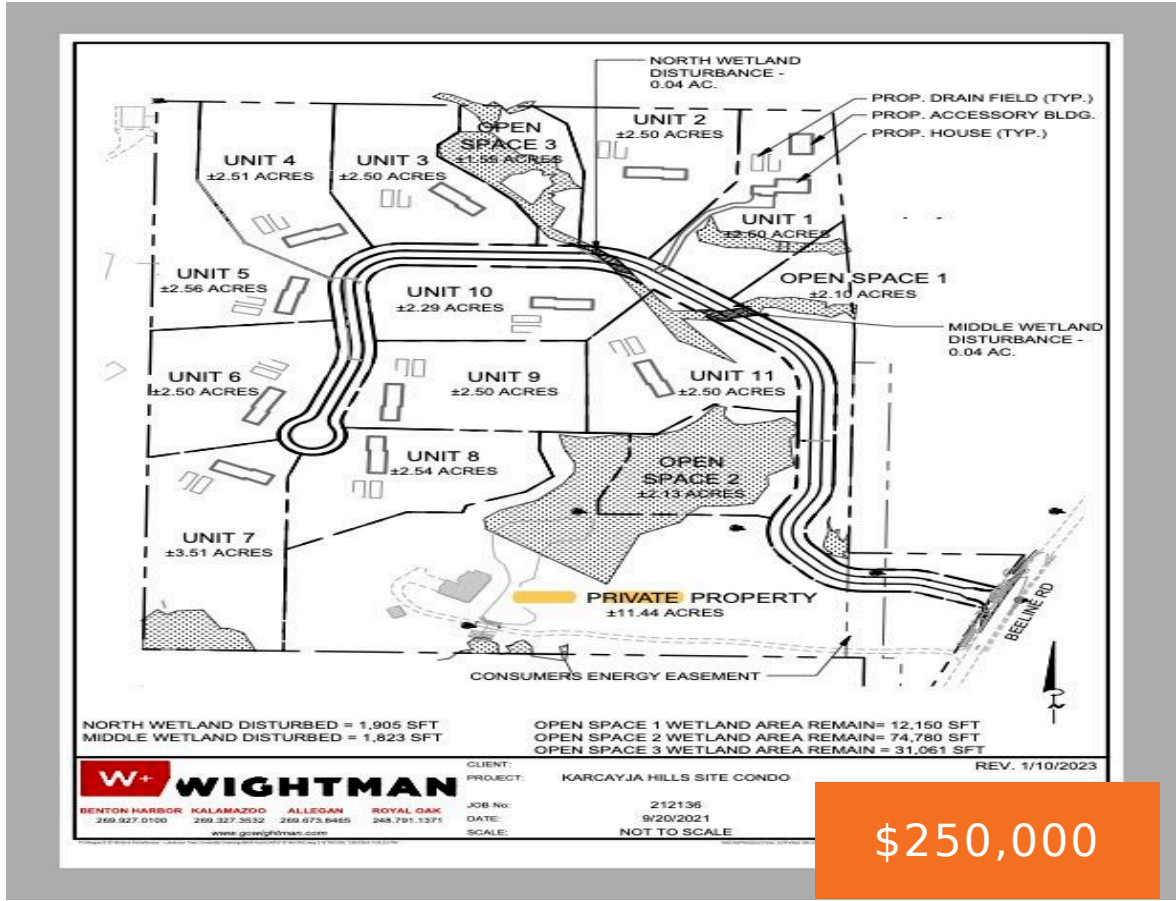 NORTH WETLAND
DISTURBANCE -
0.04 AC.
PROP. DRAIN FIELD (TYP.)
PROP. ACCESSORY BLDG.
PROP. HOUSE (TYP.)
OPEN
SPACE 3
±1.55 ACRES
UNIT 2
±2.50 ACRES
UNIT 4
±2.51 ACRES
UNIT 3
±2.50 ACRES
UNIT 1
±2.50 ACRES
UNIT 5
±2.56 ACRES
UNIT 10
±2.29 ACRES
OPEN SPACE 1
±2.10 ACRES
MIDDLE WETLAND
DISTURBANCE -
0.04 AC.
UNIT 6
±2.50 ACRES
UNIT 9
±2.50 ACRES
UNIT 11
±2.50 ACRES
UNIT 8
±2.54 ACRES
OPEN
SPACE 2
±2.13 ACRES
UNIT 7
±3.51 ACRES
PRIVATE PROPERTY
±11.44 ACRES
BEELINE RD
CONSUMERS ENERGY EASEMENT
NORTH WETLAND DISTURBED = 1,905 SFT
MIDDLE WETLAND DISTURBED = 1,823 SFT
OPEN SPACE 1 WETLAND AREA REMAIN= 12,150 SFT
OPEN SPACE 2 WETLAND AREA REMAIN= 74,780 SFT
OPEN SPACE 3 WETLAND AREA REMAIN = 31,061 SFT
W+ WIGHTMAN
BENTON HARBOR KALAMAZOO ALLEGAN ROYAL OAK
269.927.0100 269.327.3532 269.673.8465 248.791.1371
www.gowightman.com
CLIENT:
PROJECT: KARCAYJA HILLS SITE CONDO
JOB No: 212136
DATE: 9/20/2021
SCALE: NOT TO SCALE
REV. 1/10/2023
$250,000